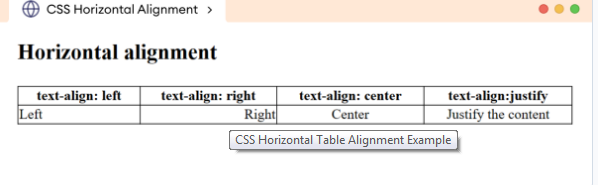 CSS Horizontal Alignment
Horizontal alignment
text-align: left text-align: right text-align: center text-align:justify
Left Right Center Justify the content
CSS Horizontal Table Alignment Example